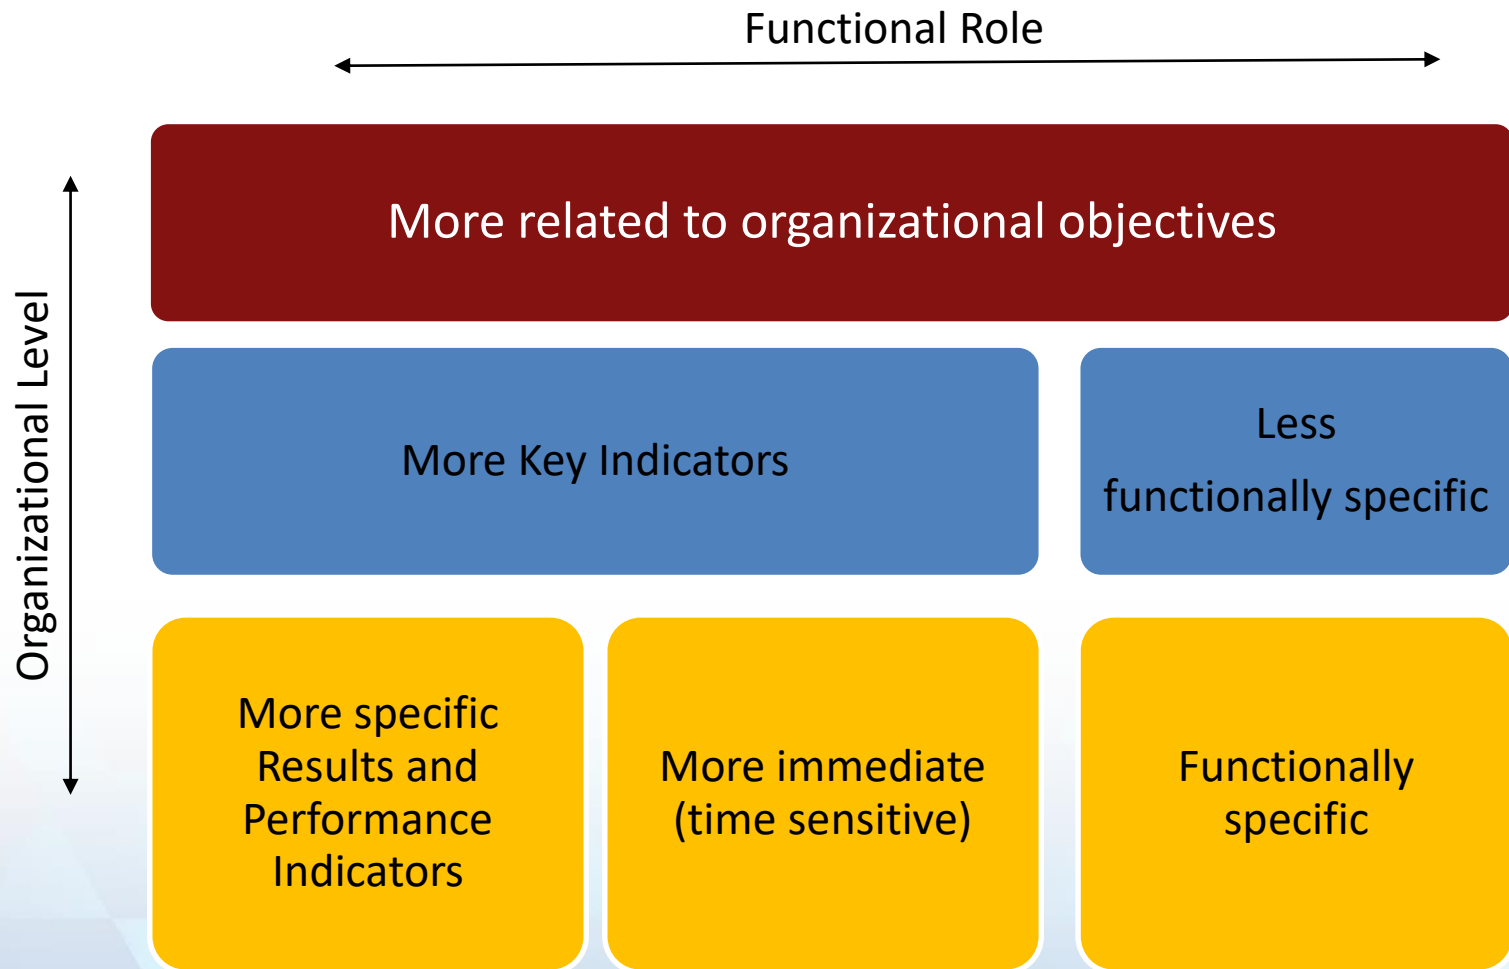 Functional Role
Organizational Level
More related to organizational objectives
More Key Indicators
Less
functionally specific
More specific
Results and
Performance
Indicators
More immediate
(time sensitive)
Functionally
specific